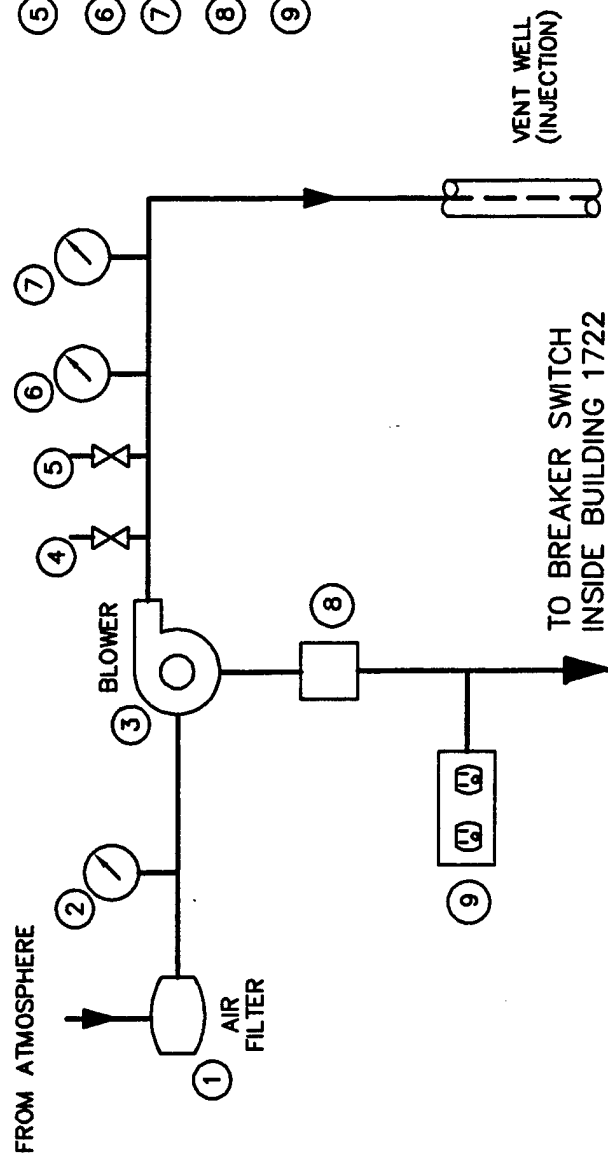 FROM ATMOSPHERE
1
AIR
FILTER
2
3
BLOWER
4
5
6
7
8
9
TO BREAKER SWITCH
INSIDE BUILDING 1722
VENT WELL
(INJECTION)
5
6
7
8
9